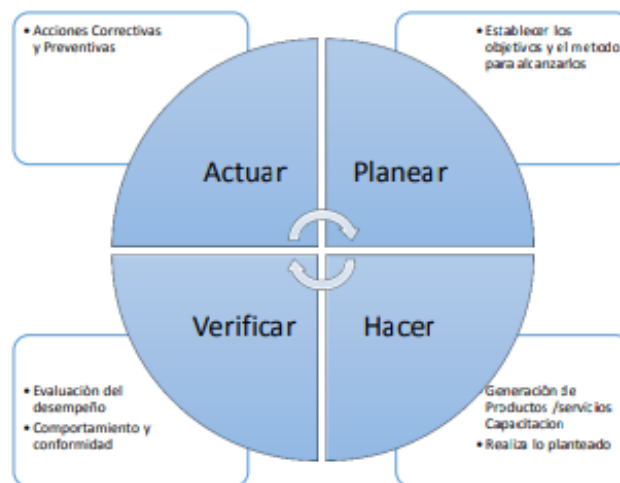 • Acciones Correctivas
y Preventivas
• Establecer los
objetivos y el metodo
para alcanzarlos
Actuar
Planear
Verificar
Hacer
• Evaluación del
desempeño
• Comportamiento y
conformidad
• Generación de
Productos /servicios
Capacitacion
• Realiza lo planteado